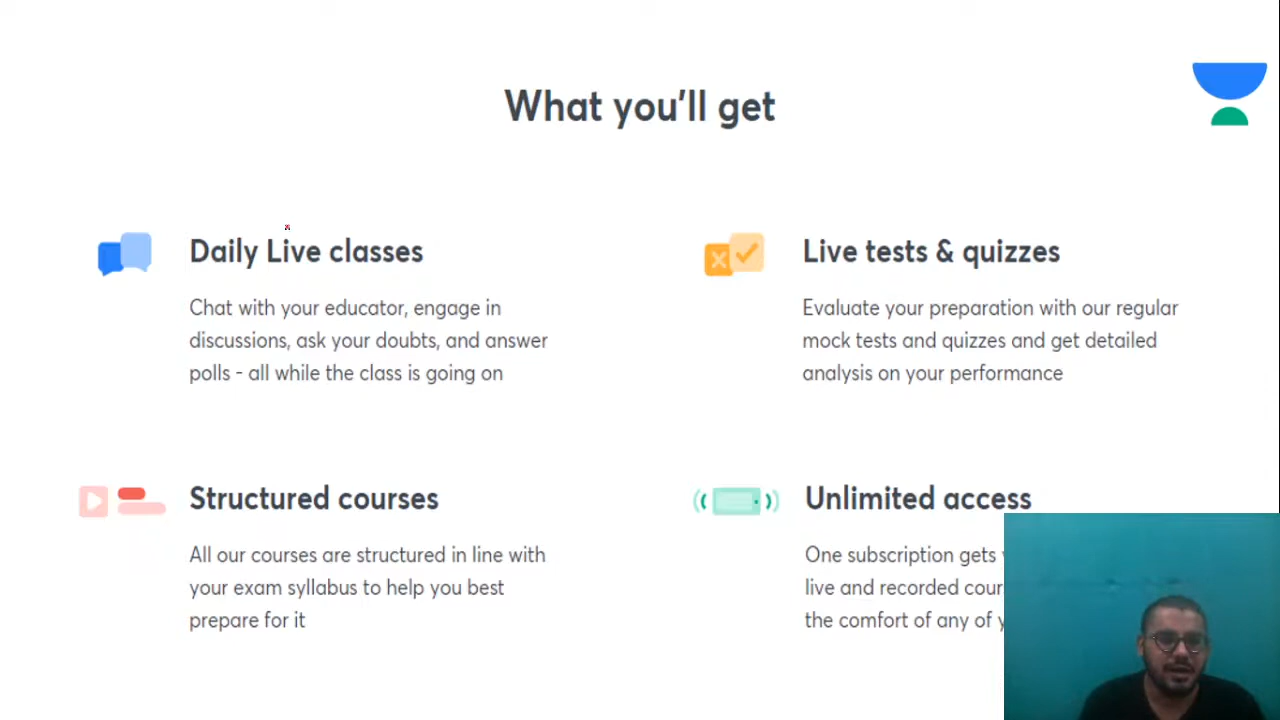 What you'll get
Daily Live classes
Chat with your educator, engage in
discussions, ask your doubts, and answer
polls - all while the class is going on
Live tests & quizzes
Evaluate your preparation with our regular
mock tests and quizzes and get detailed
analysis on your performance
Structured courses
All our courses are structured in line with
your exam syllabus to help you best
prepare for it
Unlimited access
One subscription gets
live and recorded
the comfort of any of